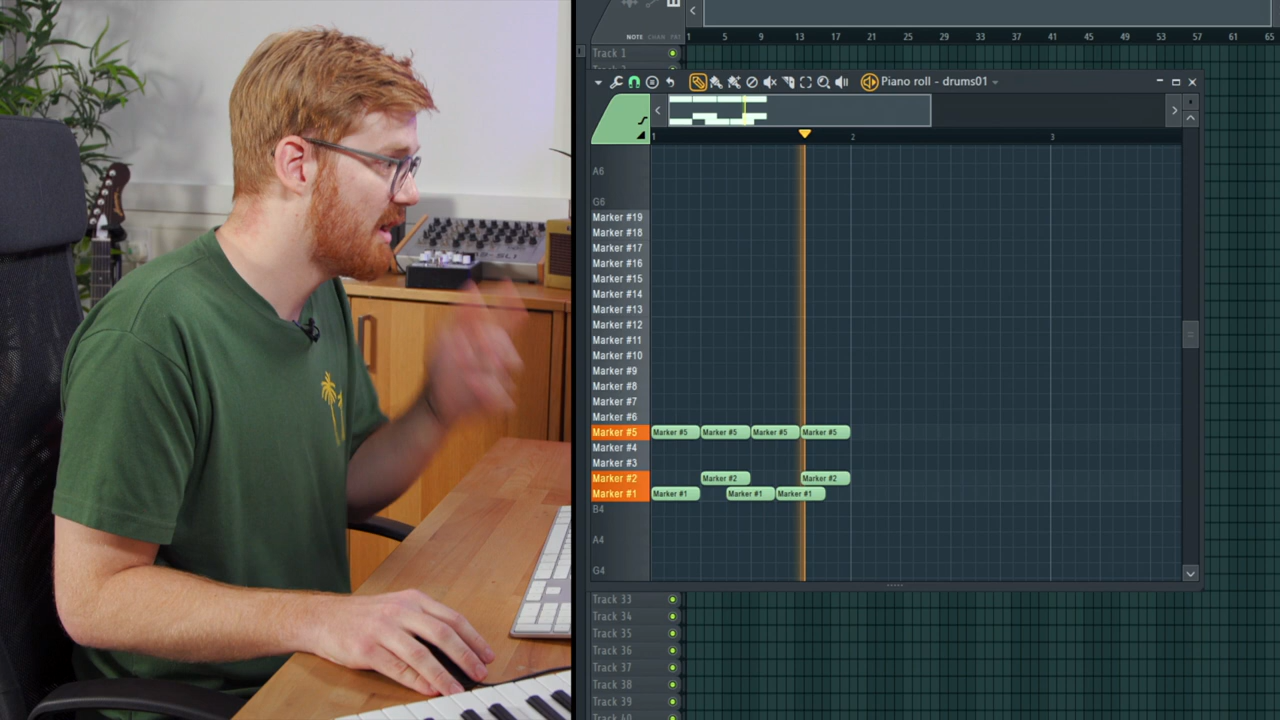 NOTE CHAN PAT
1 5 9 13 17 21 25 29 33 37 41 45 49 53 57 61 65
Track 1
Piano roll - drums01
1 2 3
A6
G6
Marker #19
Marker #18
Marker #17
Marker #16
Marker #15
Marker #14
Marker #13
Marker #12
Marker #11
Marker #10
Marker #9
Marker #8
Marker #7
Marker #6
Marker #5 Marker #5 Marker #5 Marker #5 Marker #5
Marker #4
Marker #3
Marker #2 Marker #2 Marker #2
Marker #1 Marker #1 Marker #1 Marker #1
B4
A4
G4
Track 33
Track 34
Track 35
Track 36
Track 37
Track 38
Track 39
Track 40